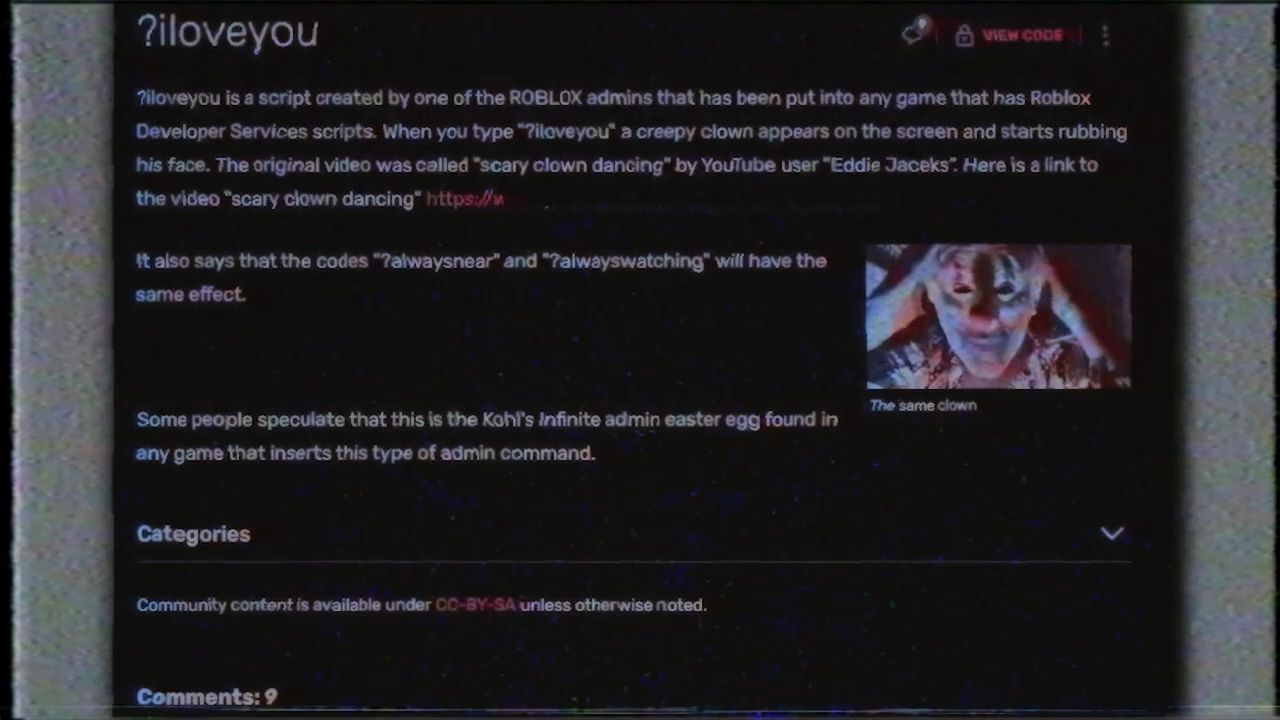 ?iloveyou
VIEW CODE
?iloveyou is a script created by one of the ROBLOX admins that has been put into any game that has Roblox
Developer Services scripts. When you type "?iloveyou" a creepy clown appears on the screen and starts rubbing
his face. The original video was called "scary clown dancing" by YouTube user "Eddie Jaceks". Here is a link to
the video "scary clown dancing" https://w
It also says that the codes "?alwaysnear" and "?alwayswatching" will have the
same effect.
The same clown
Some people speculate that this is the Kohl's Infinite admin easter egg found in
any game that inserts this type of admin command.
Categories
Community content is available under CC-BY-SA unless otherwise noted.
Comments: 9